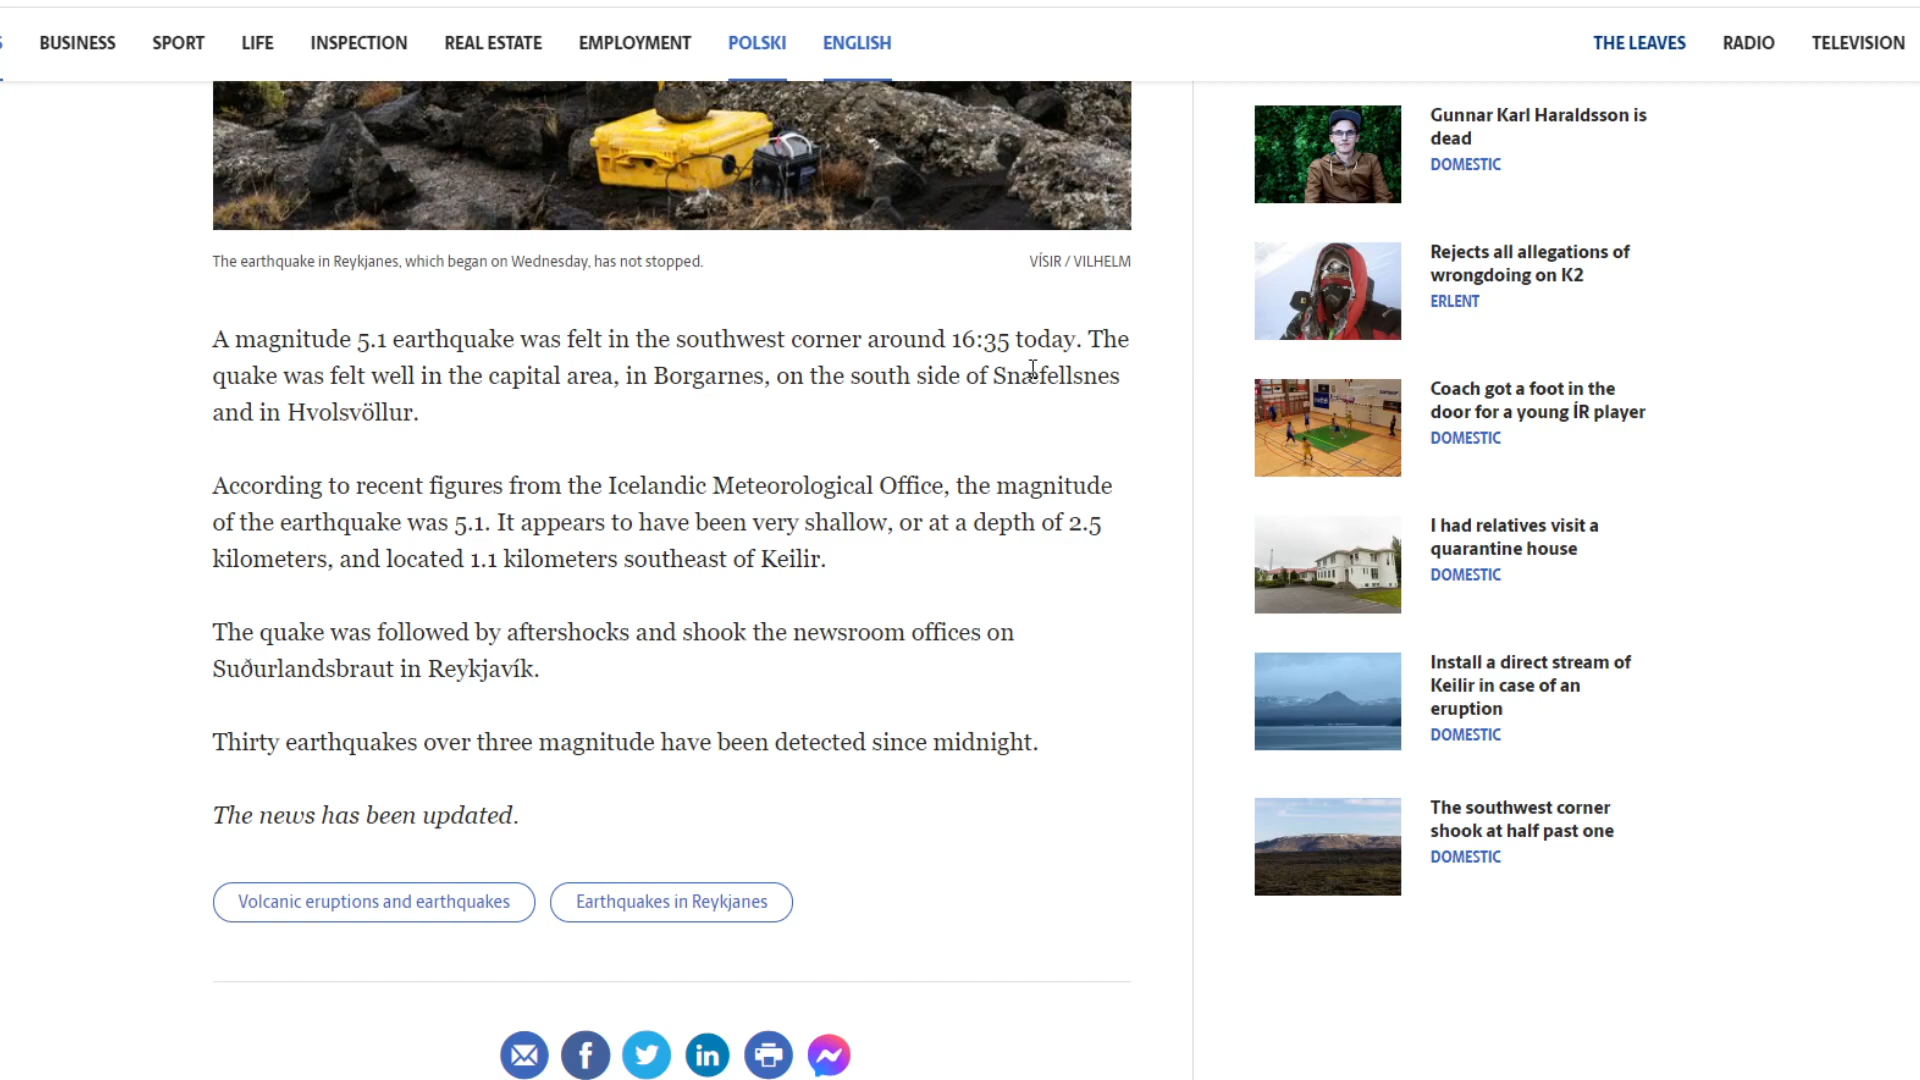 BUSINESS SPORT LIFE INSPECTION REAL ESTATE EMPLOYMENT POLSKI ENGLISH THE LEAVES RADIO TELEVISION
The earthquake in Reykjanes, which began on Wednesday, has not stopped. VÍSIR / VILHELM
A magnitude 5.1 earthquake was felt in the southwest corner around 16:35 today. The
quake was felt well in the capital area, in Borgarnes, on the south side of Snæfellsnes
and in Hvolsvöllur.
According to recent figures from the Icelandic Meteorological Office, the magnitude
of the earthquake was 5.1. It appears to have been very shallow, or at a depth of 2.5
kilometers, and located 1.1 kilometers southeast of Keilir.
The quake was followed by aftershocks and shook the newsroom offices on
Suðurlandsbraut in Reykjavík.
Thirty earthquakes over three magnitude have been detected since midnight.
The news has been updated.
Volcanic eruptions and earthquakes Earthquakes in Reykjanes
Gunnar Karl Haraldsson is
dead
DOMESTIC
Rejects all allegations of
wrongdoing on K2
ERLENT
Coach got a foot in the
door for a young ÍR player
DOMESTIC
I had relatives visit a
quarantine house
DOMESTIC
Install a direct stream of
Keilir in case of an
eruption
DOMESTIC
The southwest corner
shook at half past one
DOMESTIC